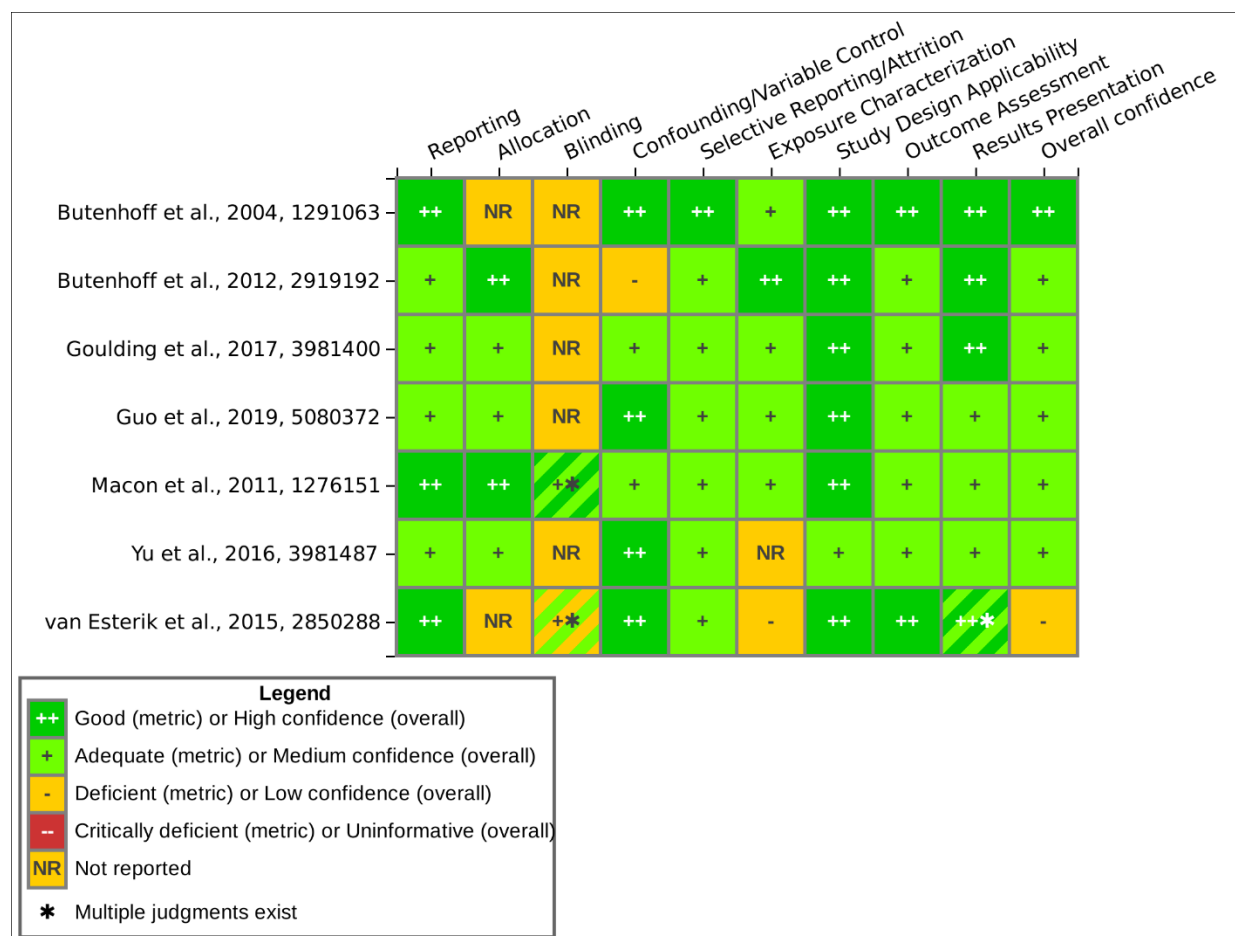 Reporting
Allocation
Blinding
Confounding/Variable Control
Selective Reporting/Attrition
Exposure Characterization
Study Design Applicability
Outcome Assessment
Results Presentation
Overall confidence
Butenhoff et al., 2004, 1291063 ++ NR NR ++ ++ + ++ ++ ++ ++
Butenhoff et al., 2012, 2919192 + ++ NR - + ++ ++ + ++ +
Goulding et al., 2017, 3981400 + + NR + + + ++ + ++ +
Guo et al., 2019, 5080372 + + NR ++ + + ++ + + +
Macon et al., 2011, 1276151 ++ ++ +✱ + + + ++ + + +
Yu et al., 2016, 3981487 + + NR ++ + NR + + + +
van Esterik et al., 2015, 2850288 ++ NR +✱ ++ + - ++ ++ ++✱ -
Legend
++ Good (metric) or High confidence (overall)
+ Adequate (metric) or Medium confidence (overall)
- Deficient (metric) or Low confidence (overall)
-- Critically deficient (metric) or Uninformative (overall)
NR Not reported
✱ Multiple judgments exist